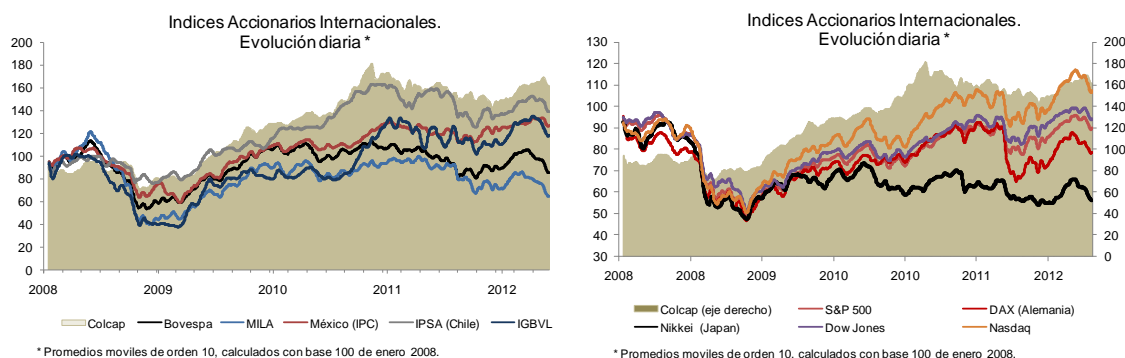 Indices Accionarios Internacionales.
Evolución diaria *
200
180
160
140
120
100
80
60
40
20
0
2008 2009 2010 2011 2012
Colcap Bovespa MILA México (IPC) IPSA (Chile) IGBVL
* Promedios moviles de orden 10, calculados con base 100 de enero 2008.
Indices Accionarios Internacionales.
Evolución diaria *
130 200
120 180
110 160
100 140
90 120
80 100
70 80
60 60
50 40
40 20
30 0
2008 2008 2009 2010 2010 2011 2012
Colcap (eje derecho) S&P 500 DAX (Alemania)
Nikkei (Japan) Dow Jones Nasdaq
* Promedios moviles de orden 10, calculados con base 100 de enero 2008.